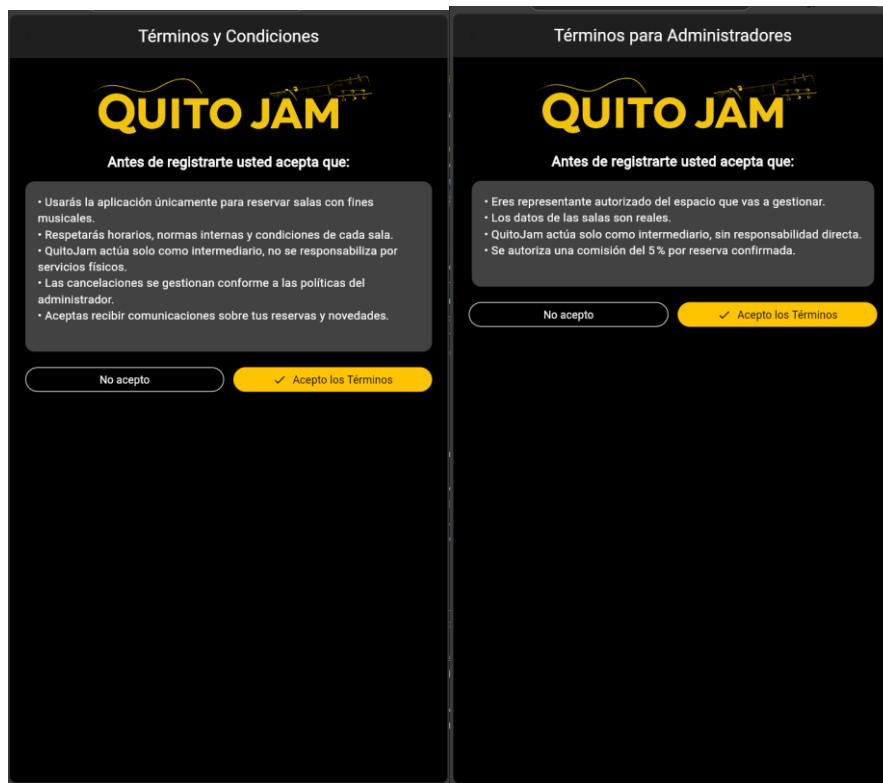 Términos y Condiciones
QUITO JAM
Antes de registrarte usted acepta que:
• Usarás la aplicación únicamente para reservar salas con fines
musicales.
• Respetarás horarios, normas internas y condiciones de cada sala.
• QuitoJam actúa solo como intermediario, no se responsabiliza por
servicios físicos.
• Las cancelaciones se gestionan conforme a las políticas del
administrador.
• Aceptas recibir comunicaciones sobre tus reservas y novedades.
No acepto
✓ Acepto los Términos
Términos para Administradores
QUITO JAM
Antes de registrarte usted acepta que:
• Eres representante autorizado del espacio que vas a gestionar.
• Los datos de las salas son reales.
• QuitoJam actúa solo como intermediario, sin responsabilidad directa.
• Se autoriza una comisión del 5 % por reserva confirmada.
No acepto
✓ Acepto los Términos